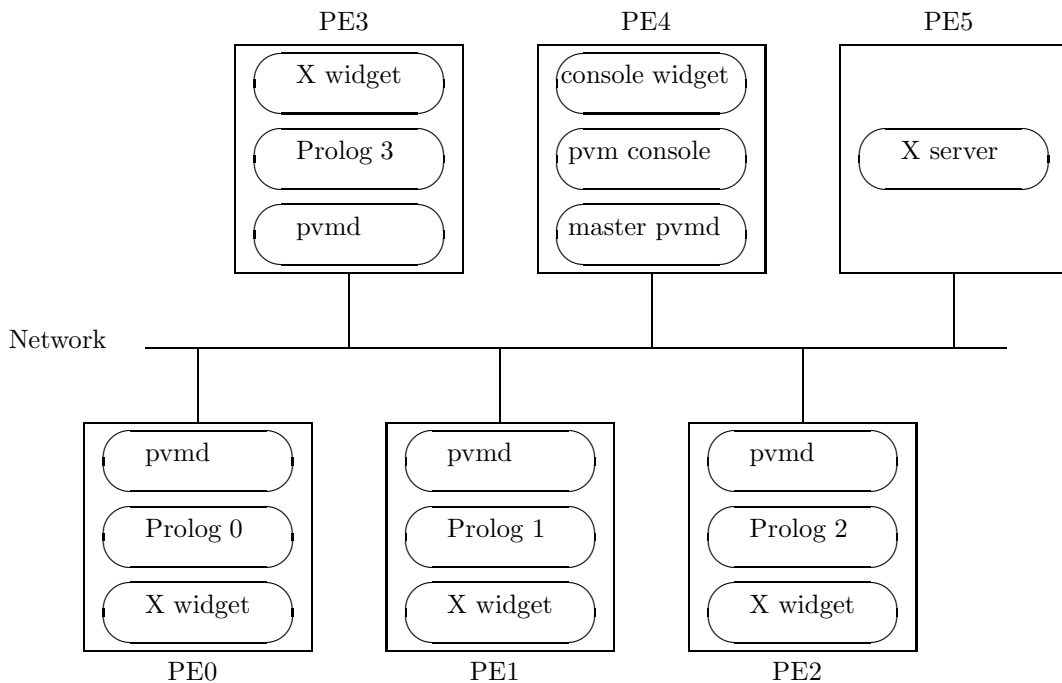 PE3
PE4
PE5
X widget
console widget
Prolog 3
pvm console
X server
pvmd
master pvmd
Network
pvmd
pvmd
pvmd
Prolog 0
Prolog 1
Prolog 2
X widget
X widget
X widget
PE0
PE1
PE2